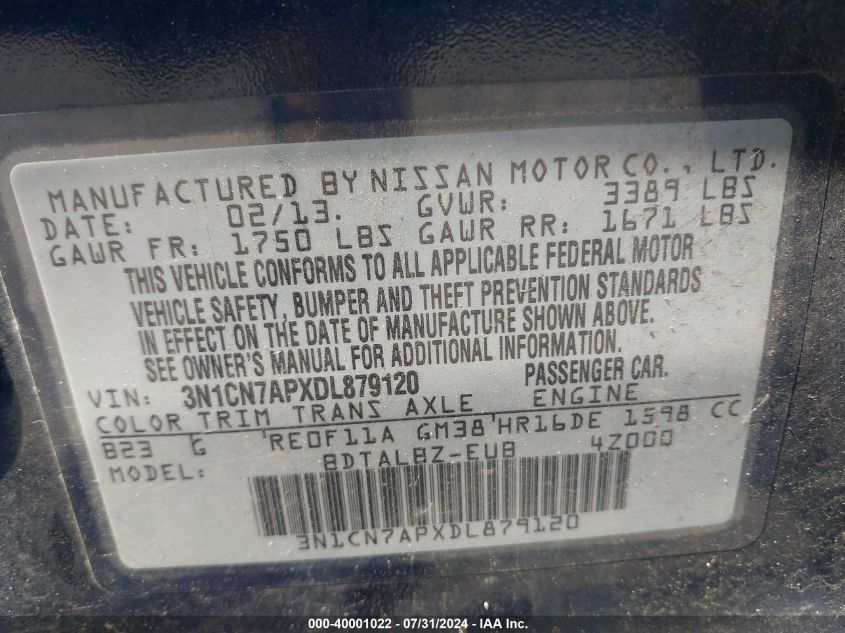 MANUFACTURED BY NISSAN MOTOR CO., LTD.
DATE: 02/13. GVWR: 3389 LBS
GAWR FR: 1750 LBS GAWR RR: 1671 LBS
THIS VEHICLE CONFORMS TO ALL APPLICABLE FEDERAL MOTOR
VEHICLE SAFETY, BUMPER AND THEFT PREVENTION STANDARDS
IN EFFECT ON THE DATE OF MANUFACTURE SHOWN ABOVE.
SEE OWNER'S MANUAL FOR ADDITIONAL INFORMATION.
VIN: 3N1CN7APXDL879120 PASSENGER CAR.
COLOR TRIM TRANS AXLE ENGINE
B23 G 'RE0F11A GM38'HR16DE 1598 CC
MODEL: BDTALBZ-EUB 4Z000
3N1CN7APXDL879120
000-40001022 - 07/31/2024 - IAA Inc.